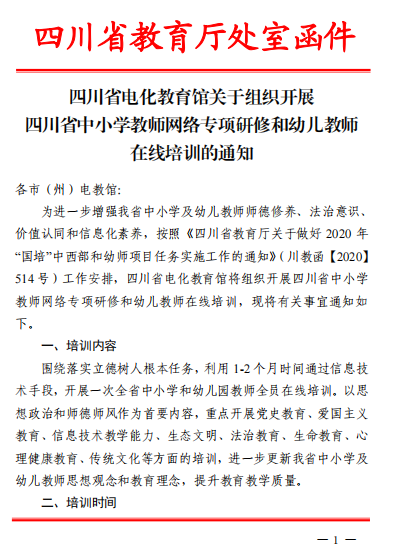 四川省教育厅处室函件
四川省电化教育馆关于组织开展
四川省中小学教师网络专项研修和幼儿教师
在线培训的通知
各市（州）电教馆：
为进一步增强我省中小学及幼儿教师师德修养、法治意识、
价值认同和信息化素养，按照《四川省教育厅关于做好 2020 年
“国培”中西部和幼师项目任务实施工作的通知》（川教函【2020】
514 号）工作安排，四川省电化教育馆将组织开展四川省中小学
教师网络专项研修和幼儿教师在线培训，现将有关事宜通知如
下。
一、培训内容
围绕落实立德树人根本任务，利用 1-2 个月时间通过信息技
术手段，开展一次全省中小学和幼儿园教师全员在线培训。以思
想政治和师德师风作为首要内容，重点开展党史教育、爱国主义
教育、信息技术教学能力、生态文明、法治教育、生命教育、心
理健康教育、传统文化等方面的培训，进一步更新我省中小学及
幼儿教师思想观念和教育理念，提升教育教学质量。
二、培训时间
— 1 —